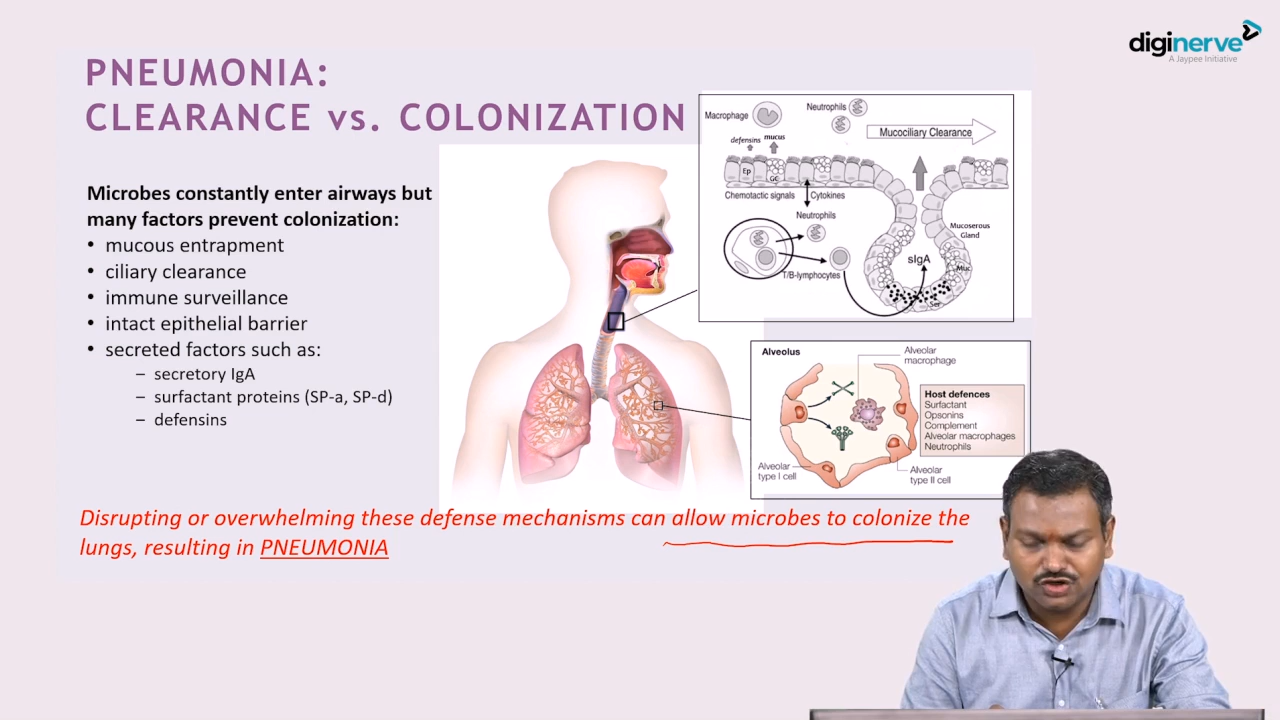 diginerve
A Jaypee Initiative
PNEUMONIA:
CLEARANCE vs. COLONIZATION
Microbes constantly enter airways but
many factors prevent colonization:
• mucous entrapment
• ciliary clearance
• immune surveillance
• intact epithelial barrier
• secreted factors such as:
– secretory IgA
– surfactant proteins (SP-a, SP-d)
– defensins
Macrophage
Neutrophils
defensins
mucus
Mucociliary Clearance
Ep
GC
Chemotactic signals
Cytokines
Neutrophils
T/B-lymphocytes
Mucoserous
Gland
sIgA
Muc
Ser
Alveolus
Alveolar
macrophage
Host defences
Surfactant
Opsonins
Complement
Alveolar macrophages
Neutrophils
Alveolar
type I cell
Alveolar
type II cell
Disrupting or overwhelming these defense mechanisms can allow microbes to colonize the
lungs, resulting in PNEUMONIA